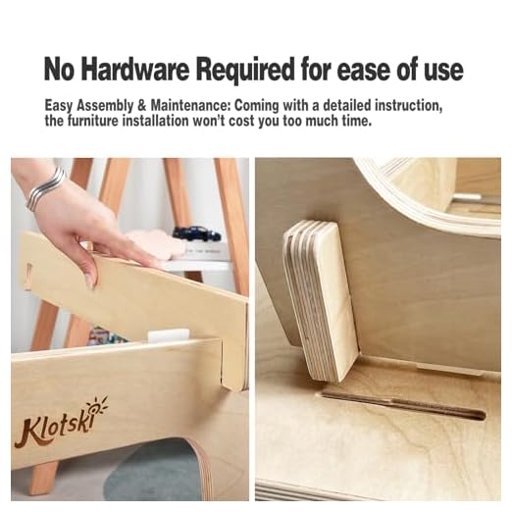 No Hardware Required for ease of use
Easy Assembly & Maintenance: Coming with a detailed instruction,
the furniture installation won't cost you too much time.
Klotski